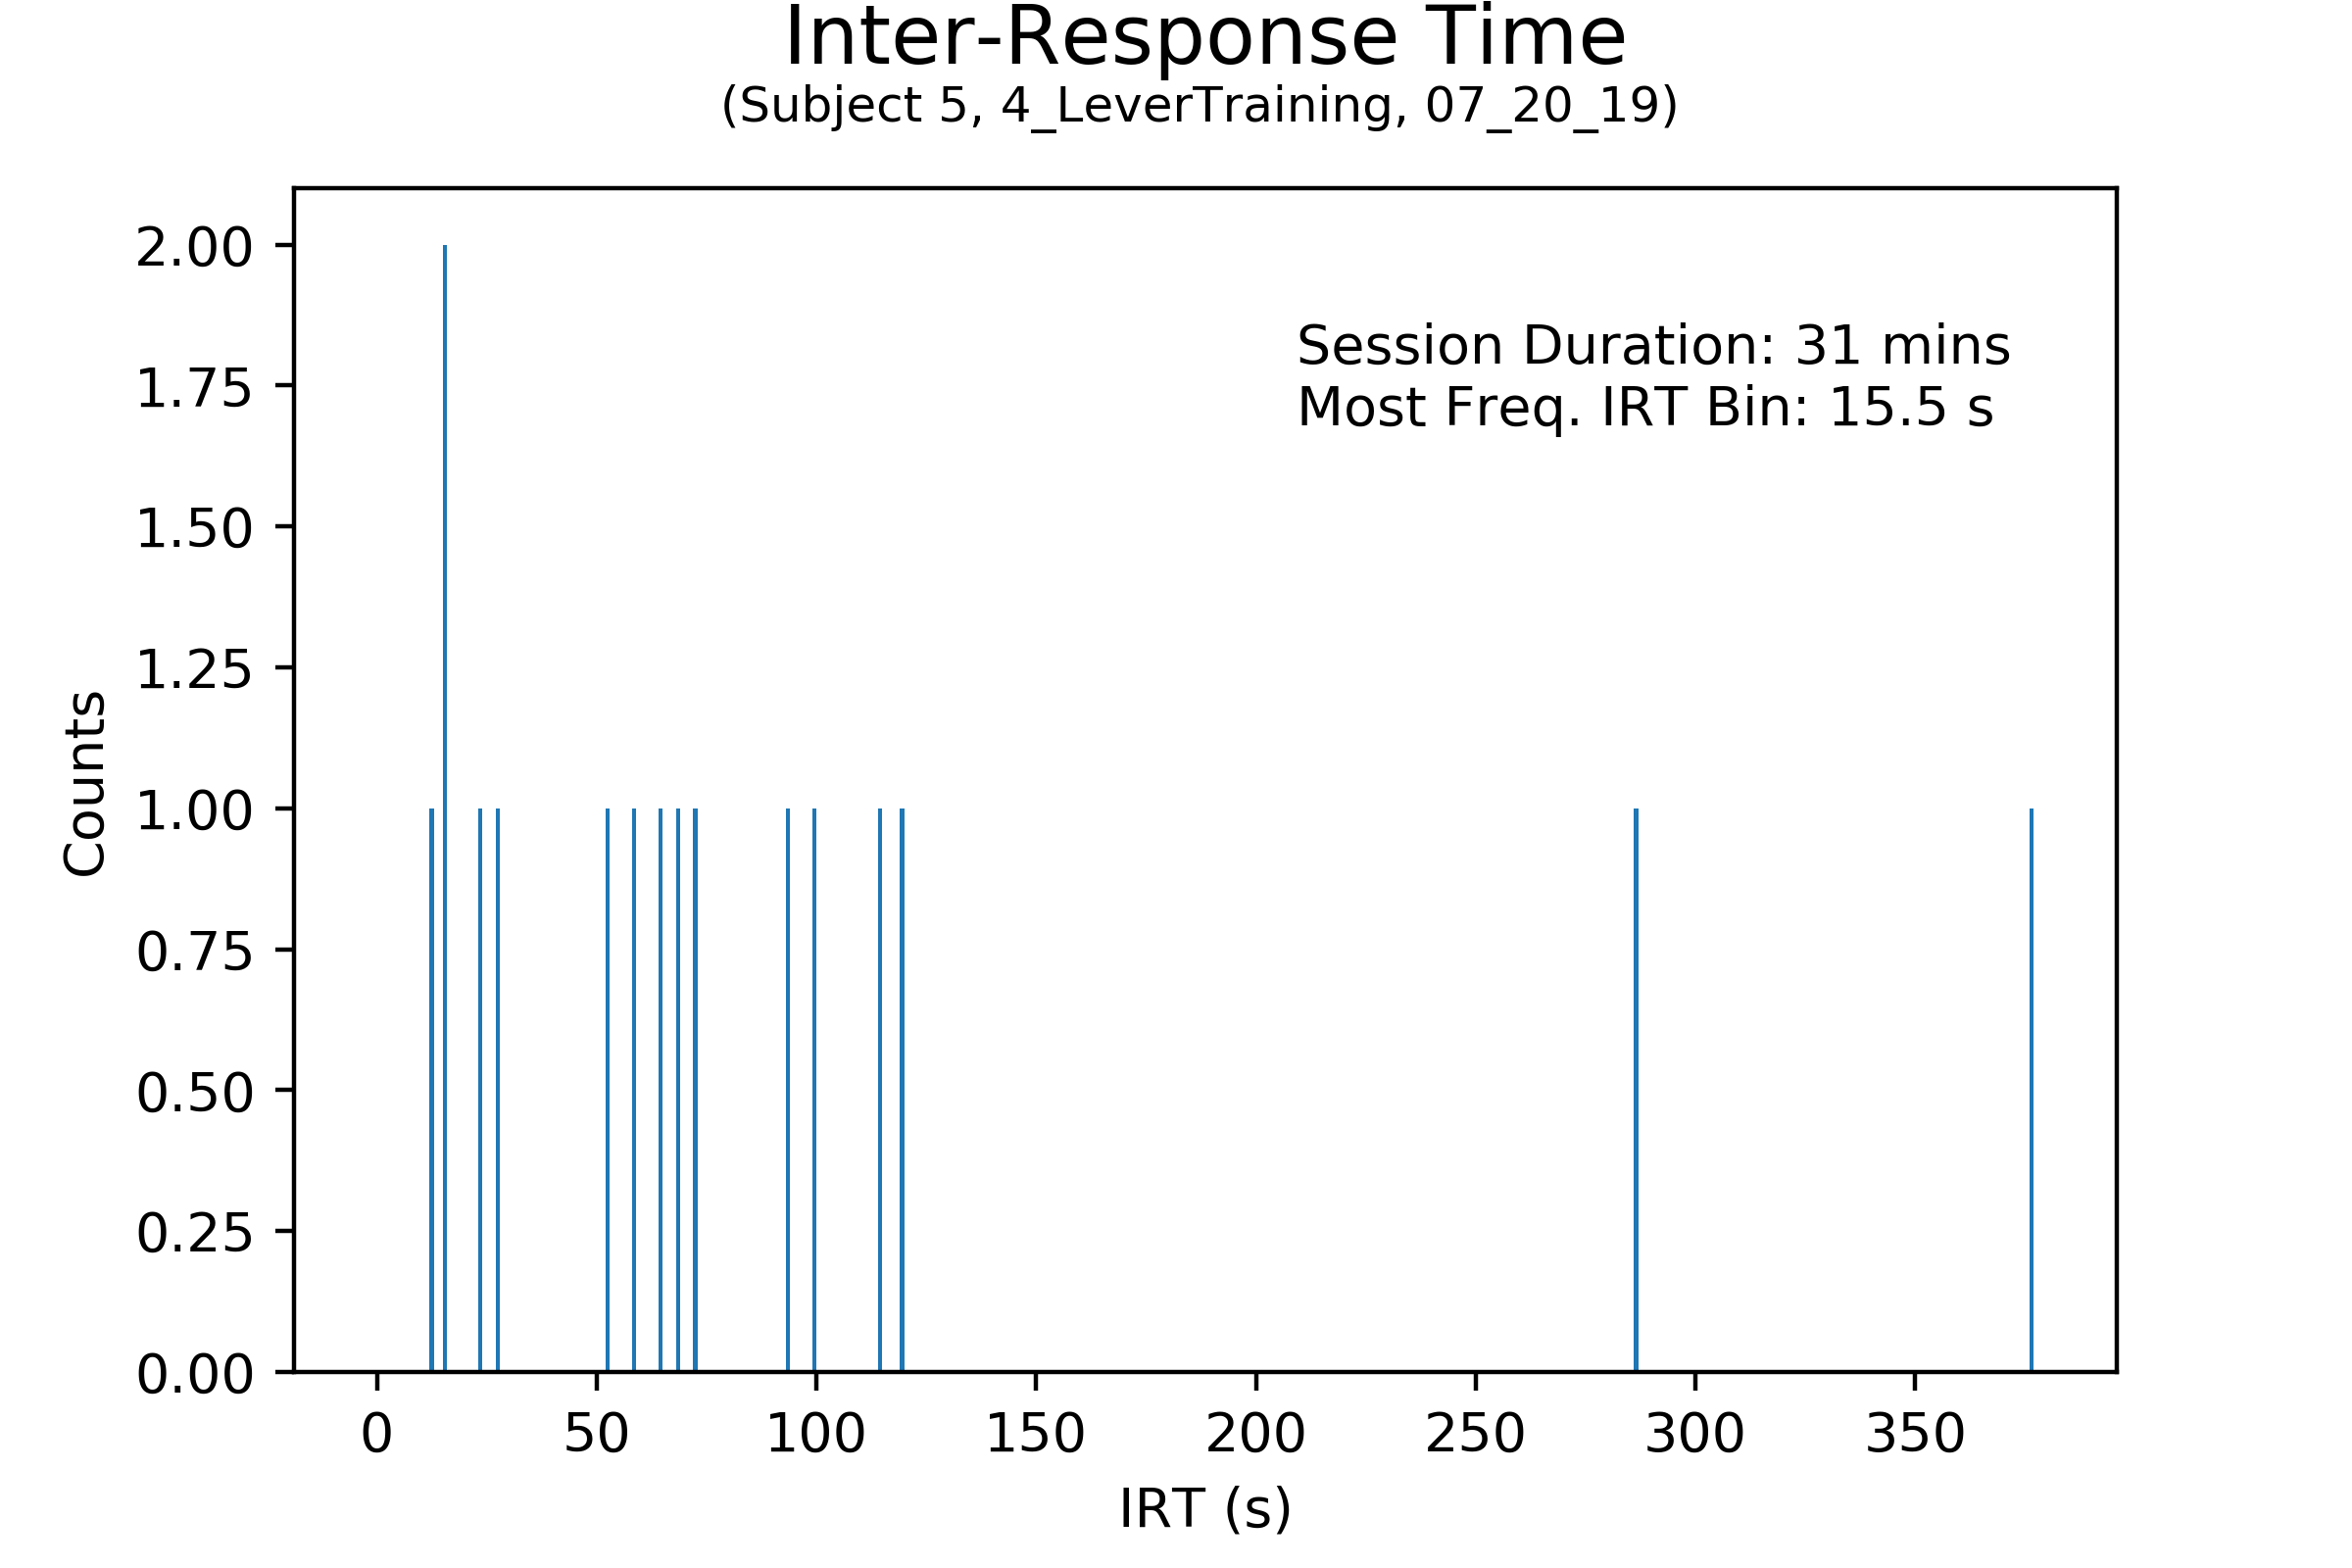 Inter-Response Time
(Subject 5, 4_LeverTraining, 07_20_19)
2.00
1.75
1.50
1.25
1.00
0.75
0.50
0.25
0.00
Counts
Session Duration: 31 mins
Most Freq. IRT Bin: 15.5 s
0 50 100 150 200 250 300 350
IRT (s)